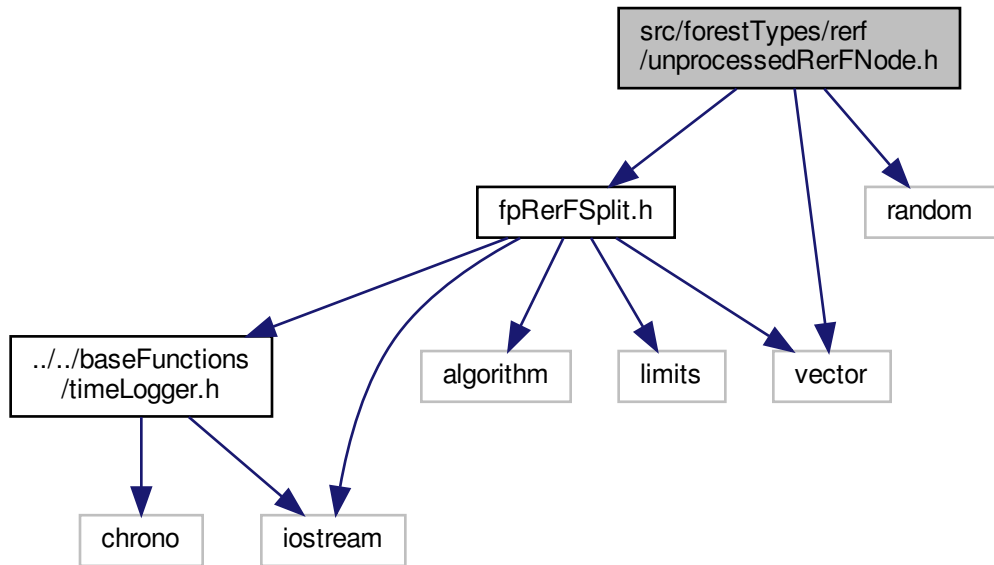 src/forestTypes/rerf
/unprocessedRerFNode.h
fpRerFSplit.h
random
../../baseFunctions
/timeLogger.h
algorithm
limits
vector
chrono
iostream